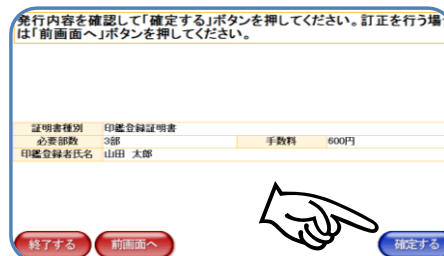 発行内容を確認して「確定する」ボタンを押してください。訂正を行う場
は「前画面へ」ボタンを押してください。
証明書種別 印鑑登録証明書
必要部数 3部 手数料 600円
印鑑登録者氏名 山田 太郎
終了する 前画面へ 確定する